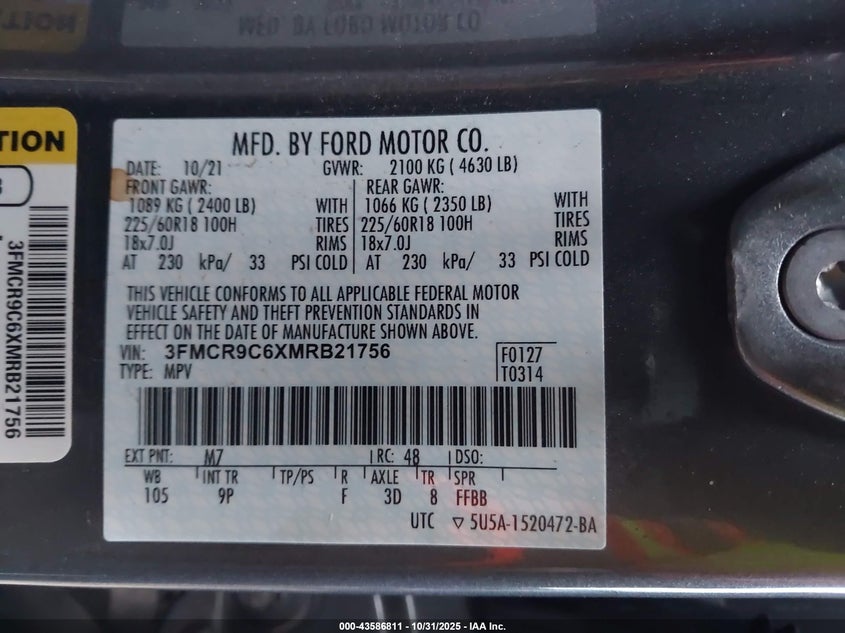 MFD. BY FORD MOTOR CO
TION
3FMCR9C6XMRB21756
MFD. BY FORD MOTOR CO.
DATE: 10/21 GVWR: 2100 KG ( 4630 LB)
FRONT GAWR: REAR GAWR:
1089 KG ( 2400 LB) WITH 1066 KG ( 2350 LB) WITH
225/60R18 100H TIRES 225/60R18 100H TIRES
18x7.0J RIMS 18x7.0J RIMS
AT 230 kPa/ 33 PSI COLD AT 230 kPa/ 33 PSI COLD
THIS VEHICLE CONFORMS TO ALL APPLICABLE FEDERAL MOTOR
VEHICLE SAFETY AND THEFT PREVENTION STANDARDS IN
EFFECT ON THE DATE OF MANUFACTURE SHOWN ABOVE.
VIN: 3FMCR9C6XMRB21756 F0127
TYPE: MPV T0314
EXT PNT: M7 RC: 48 DSO:
WB INT TR TP/PS R AXLE TR SPR
105 9P F 3D 8 FFBB
UTC ▽ 5U5A-1520472-BA
000-43586811 - 10/31/2025 - IAA Inc.